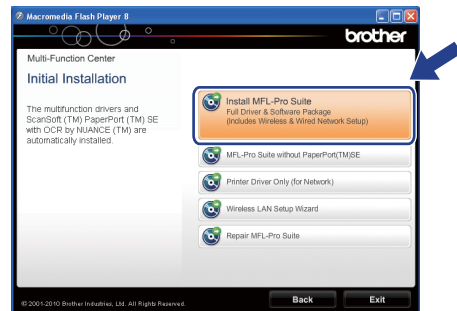 Macromedia Flash Player 8
brother
Multi-Function Center
Initial Installation
The multifunction drivers and
ScanSoft (TM) PaperPort (TM) SE
with OCR by NUANCE (TM) are
automatically installed.
Install MFL-Pro Suite
Full Driver & Software Package
(Includes Wireless & Wired Network Setup)
MFL-Pro Suite without PaperPort(TM)SE
Printer Driver Only (for Network)
Wireless LAN Setup Wizard
Repair MFL-Pro Suite
© 2001-2010 Brother Industries, Ltd. All Rights Reserved.
Back
Exit